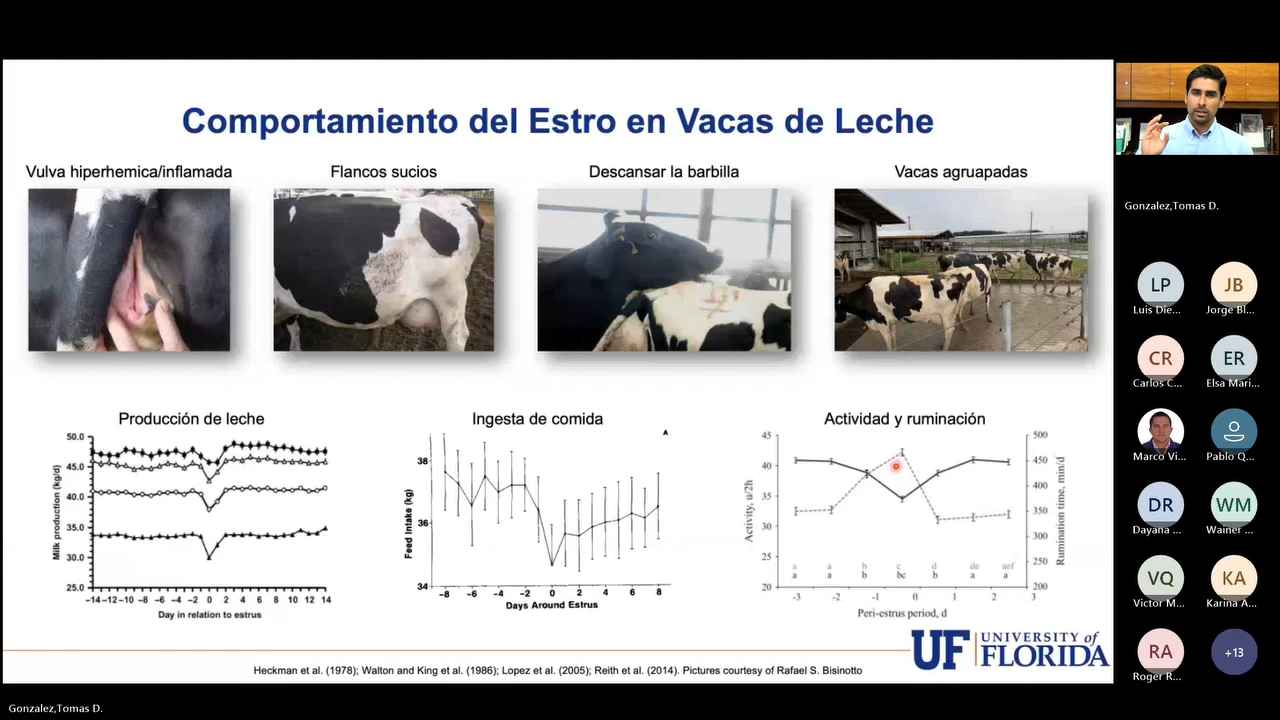 Comportamiento del Estro en Vacas de Leche
Vulva hiperhemica/inflamada
Flancos sucios
Descansar la barbilla
Vacas agruapadas
Producción de leche
50.0
45.0
40.0
35.0
30.0
25.0
Milk production (kg/d)
-14 -12 -10 -8 -6 -4 -2 0 2 4 6 8 10 12 14
Day in relation to estrus
Ingesta de comida
A
38
36
34
Feed Intake (kg)
-8 -6 -4 -2 0 2 4 6 8
Days Around Estrus
Actividad y ruminación
45
40
35
30
25
20
Activity, u/2h
500
450
400
350
300
250
200
Rumination time, min/d
a a b c d de aef
a a b bc b a a
-3 -2 -1 0 1 2 3
Peri-estrus period, d
UF UNIVERSITY of
FLORIDA
Heckman et al. (1978); Walton and King et al. (1986); Lopez et al. (2005); Reith et al. (2014). Pictures courtesy of Rafael S. Bisinotto
Gonzalez,Tomas D.
LP
Luis Die...
JB
Jorge Bl...
CR
Carlos C...
ER
Elsa Mari...
Marco Vi...
Pablo Q...
DR
Dayana ...
WM
Wainer ...
VQ
Victor M...
KA
Karina A...
RA
Roger R...
+13
Gonzalez,Tomas D.